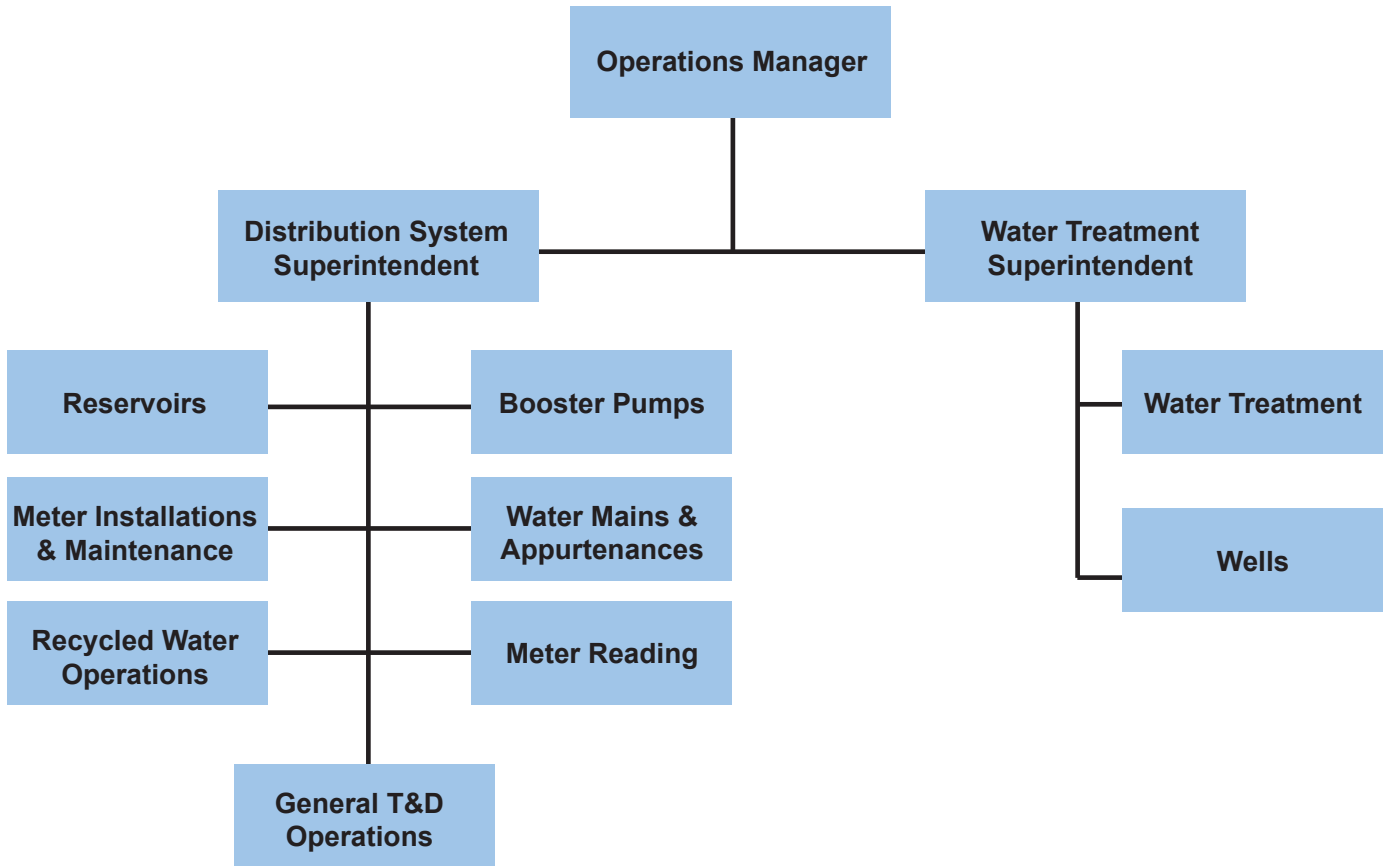 Operations Manager
Distribution System
Superintendent
Water Treatment
Superintendent
Reservoirs
Booster Pumps
Water Treatment
Meter Installations
& Maintenance
Water Mains &
Appurtenances
Wells
Recycled Water
Operations
Meter Reading
General T&D
Operations